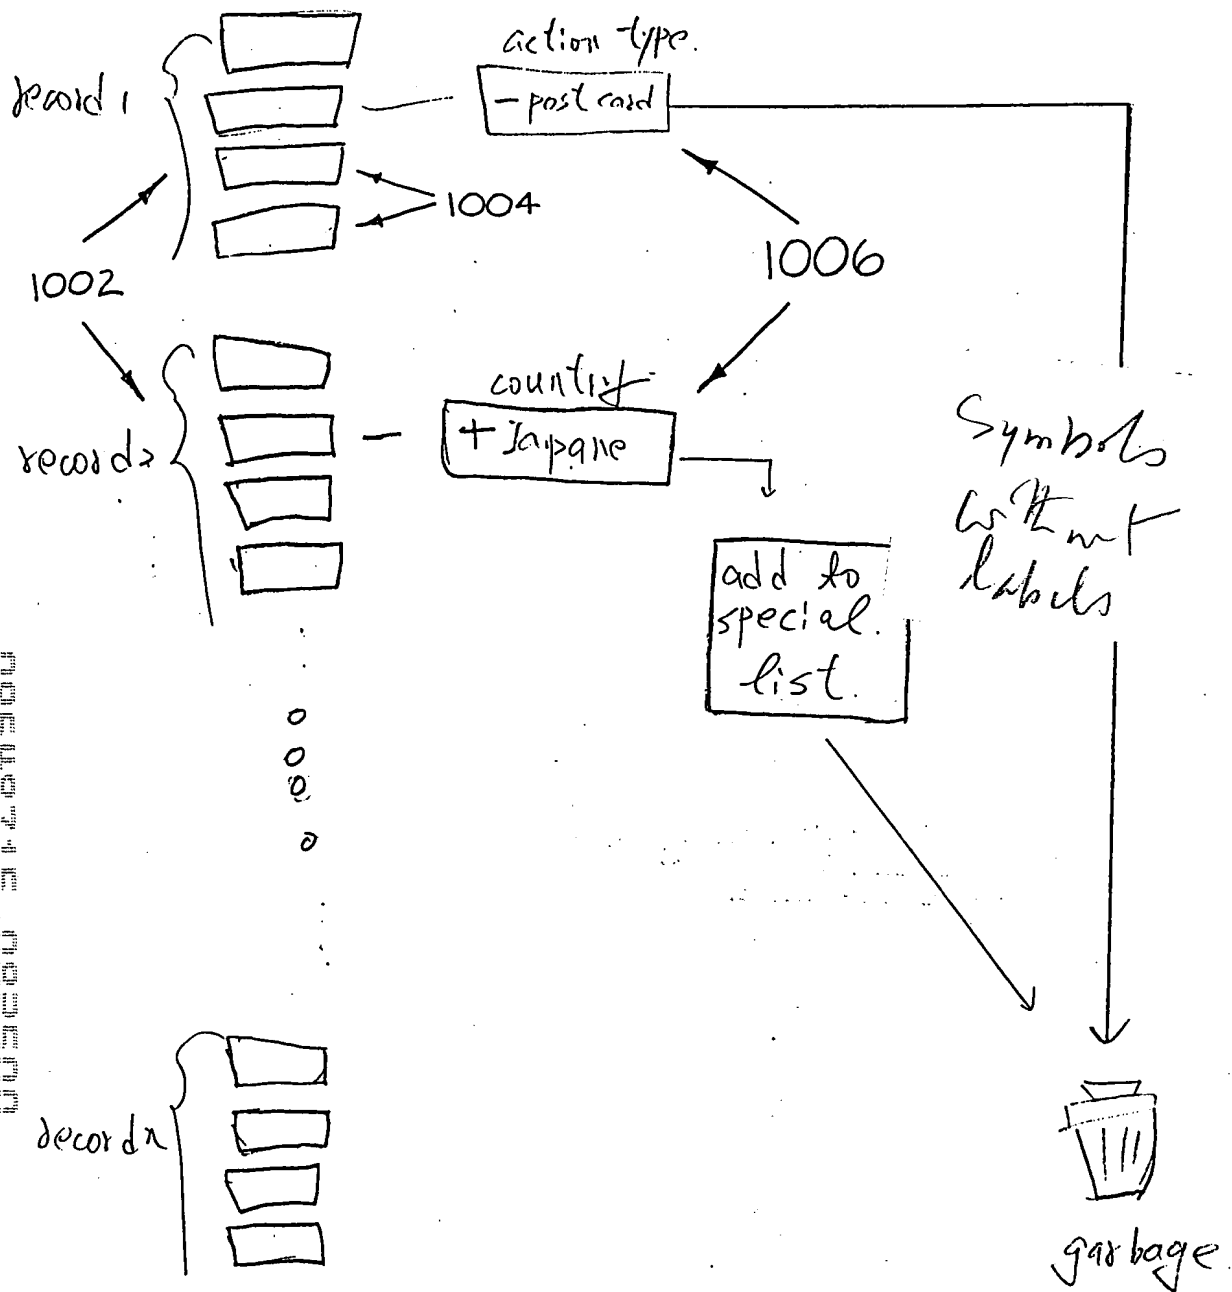 action type.
record 1
- post card
1004
1006
1002
country
+ Japane
record 2
Symbols
without
labels
add to
special.
list.
record n
garbage.